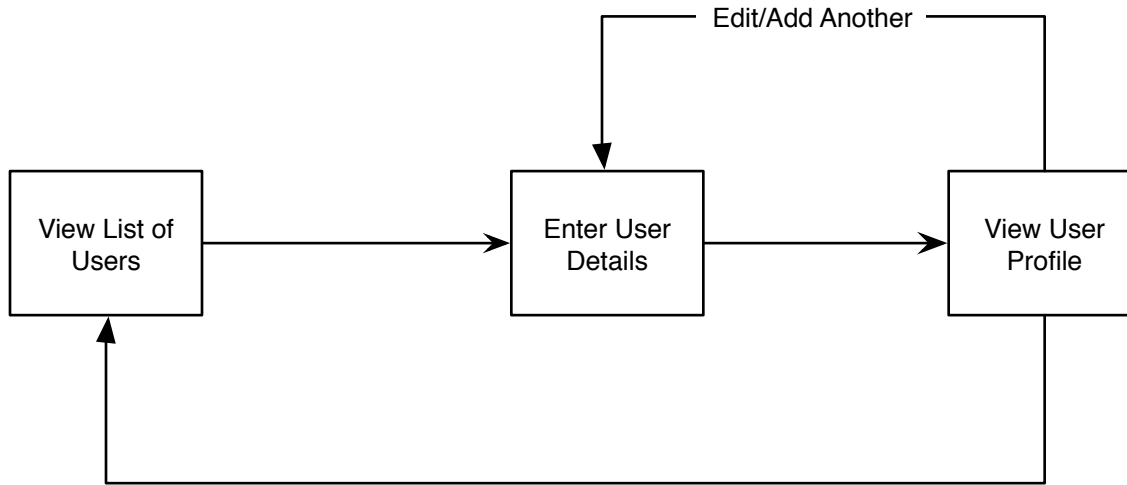 Edit/Add Another
View List of
Users
Enter User
Details
View User
Profile